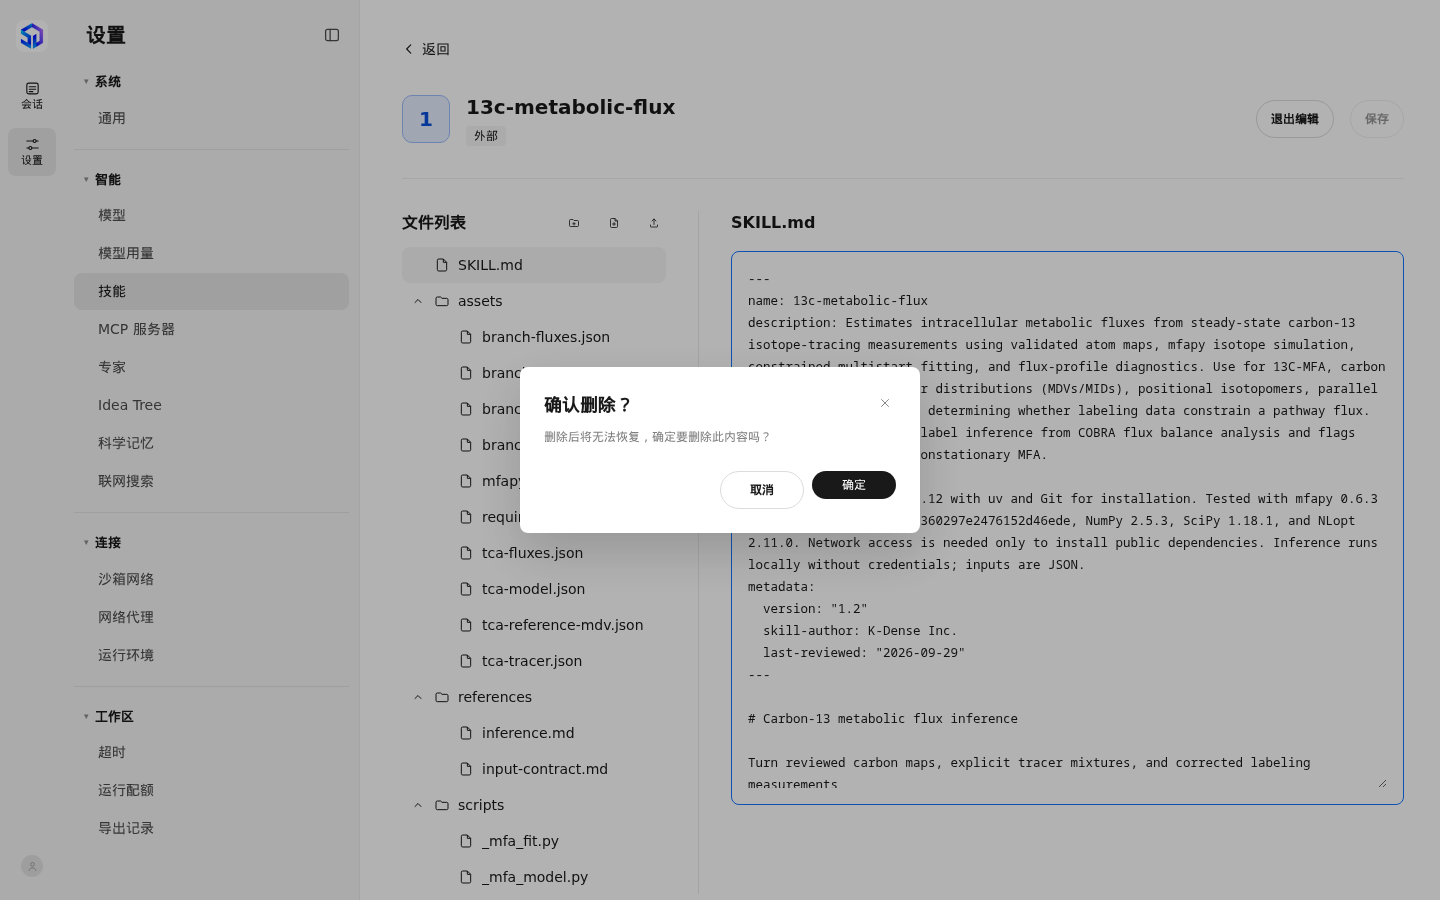 设置
会话
设置
系统
通用
智能
模型
模型用量
技能
MCP 服务器
专家
Idea Tree
科学记忆
联网搜索
连接
沙箱网络
网络代理
运行环境
工作区
超时
运行配额
导出记录
返回
1
13c-metabolic-flux
外部
退出编辑
保存
文件列表
SKILL.md
assets
branch-fluxes.json
tca-fluxes.json
tca-model.json
tca-reference-mdv.json
tca-tracer.json
references
inference.md
input-contract.md
scripts
_mfa_fit.py
_mfa_model.py
SKILL.md
---
name: 13c-metabolic-flux
description: Estimates intracellular metabolic fluxes from steady-state carbon-13
isotope-tracing measurements using validated atom maps, mfapy isotope simulation,
constrained multistart fitting, and flux-profile diagnostics. Use for 13C-MFA, carbon
distributions (MDVs/MIDs), positional isotopomers, parallel
determining whether labeling data constrain a pathway flux.
label inference from COBRA flux balance analysis and flags
MFA.
.12 with uv and Git for installation. Tested with mfapy 0.6.3
360297e2476152d46ede, NumPy 2.5.3, SciPy 1.18.1, and NLopt
2.11.0. Network access is needed only to install public dependencies. Inference runs
locally without credentials; inputs are JSON.
metadata:
version: "1.2"
skill-author: K-Dense Inc.
last-reviewed: "2026-09-29"
---
# Carbon-13 metabolic flux inference
Turn reviewed carbon maps, explicit tracer mixtures, and corrected labeling
measurements
确认删除？
删除后将无法恢复，确定要删除此内容吗？
取消
确定